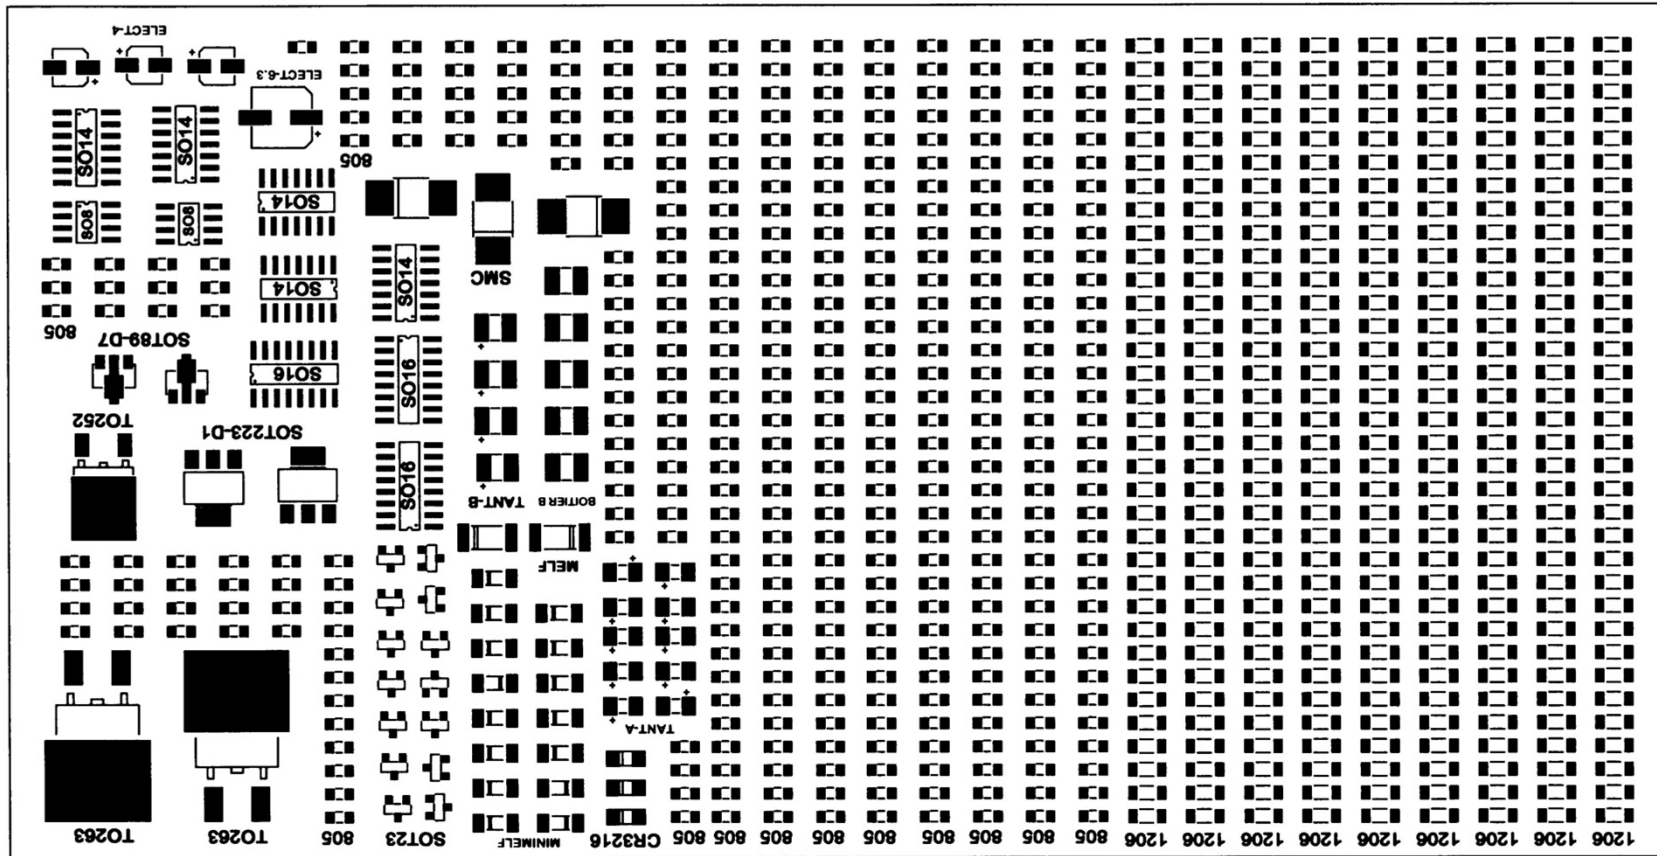 ELECT-4
ELECT-6.3
SO14
SO14
805
SO14
SO8
SO8
SMC
SO14
SO14
805
SOT89-D7
SO16
SO16
TO252
SOT223-D1
SO16
TANT-B
BOITIER B
MELF
TANT-A
TO263
TO263
805
SOT23
MINIMELF
CR3216
805
805
805
805
805
805
805
805
805
1206
1206
1206
1206
1206
1206
1206
1206
1206